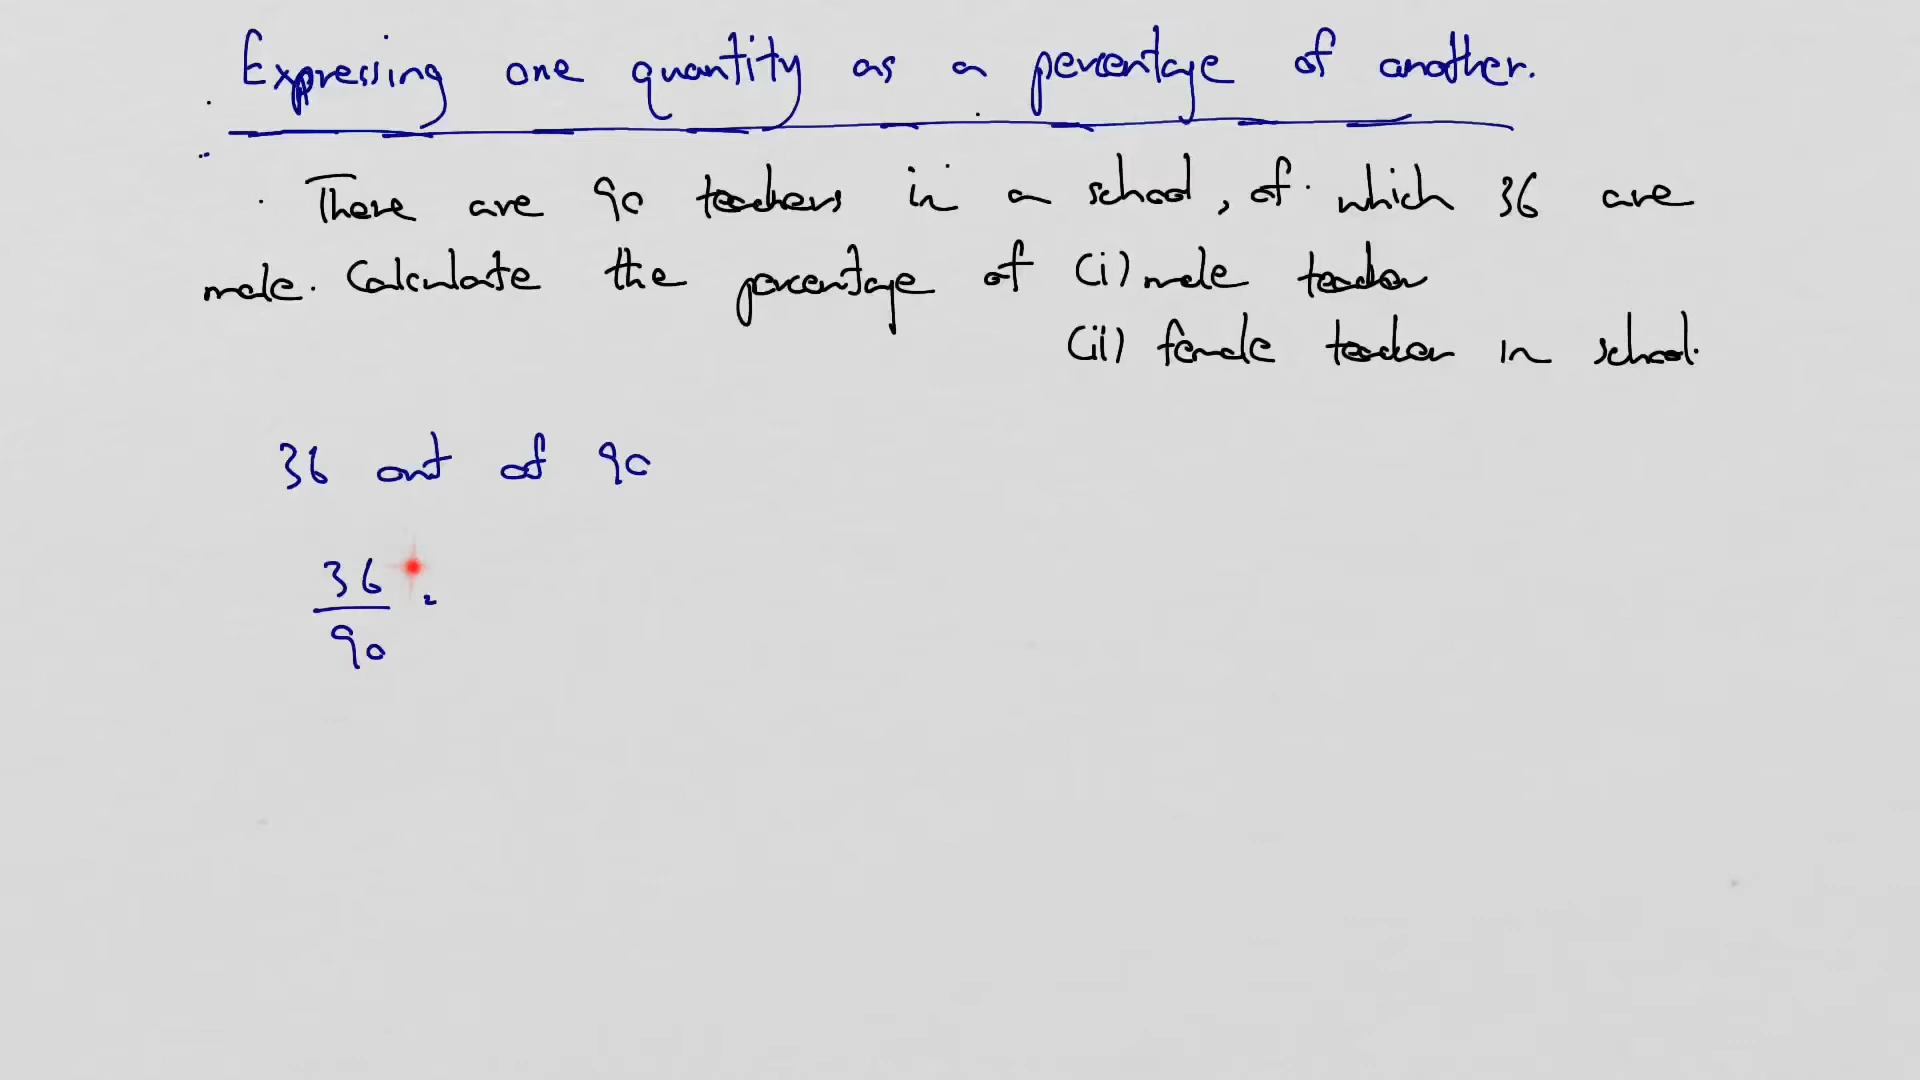 Expressing one quantity as a percentage of another.
There are 90 teachers in a school, of which 36 are
male. Calculate the percentage of (i) male teacher
(ii) female teacher in school.
36 out of 90
36
90